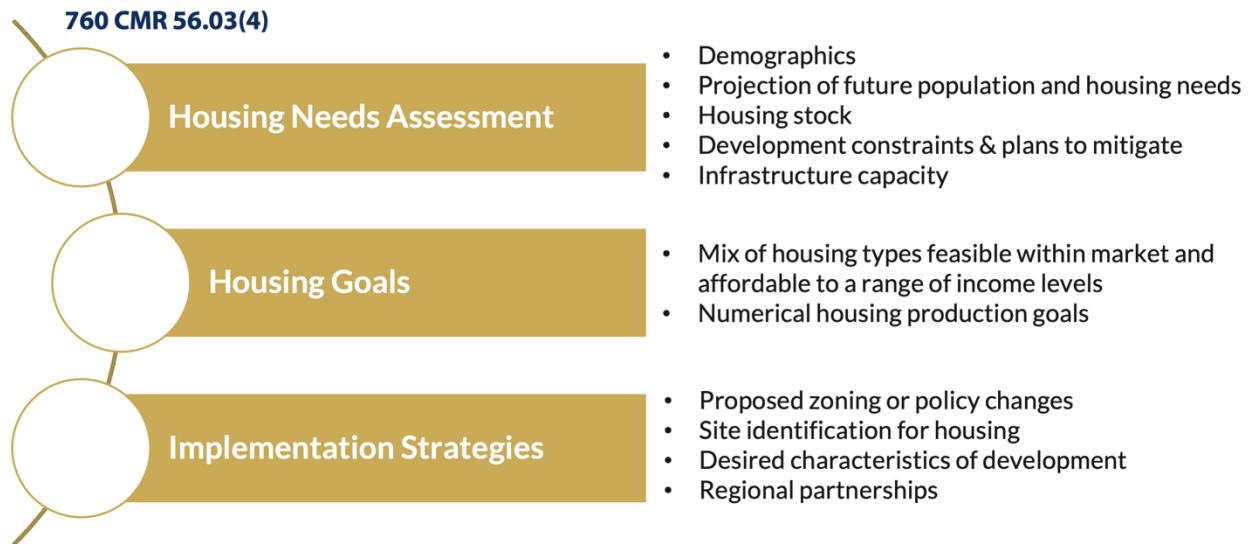 760 CMR 56.03(4)
Housing Needs Assessment
• Demographics
• Projection of future population and housing needs
• Housing stock
• Development constraints & plans to mitigate
• Infrastructure capacity
Housing Goals
• Mix of housing types feasible within market and
affordable to a range of income levels
• Numerical housing production goals
Implementation Strategies
• Proposed zoning or policy changes
• Site identification for housing
• Desired characteristics of development
• Regional partnerships